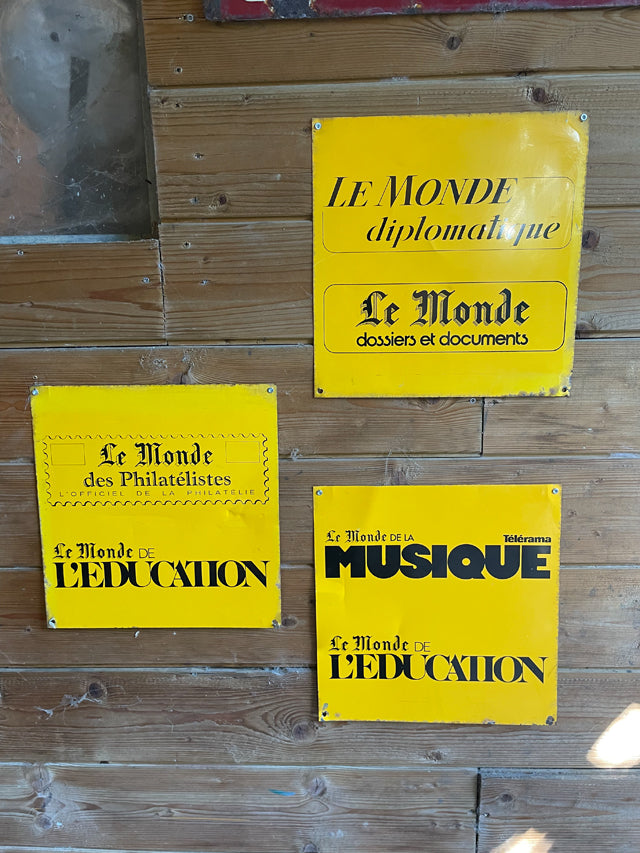 LE MONDE
diplomatique
Le Monde
dossiers et documents
Le Monde
des Philatélistes
L'OFFICIEL DE LA PHILATÉLIE
Le Monde DE
L'EDUCATION
Le Monde DE LA
Télérama
MUSIQUE
Le Monde DE
L'EDUCATION